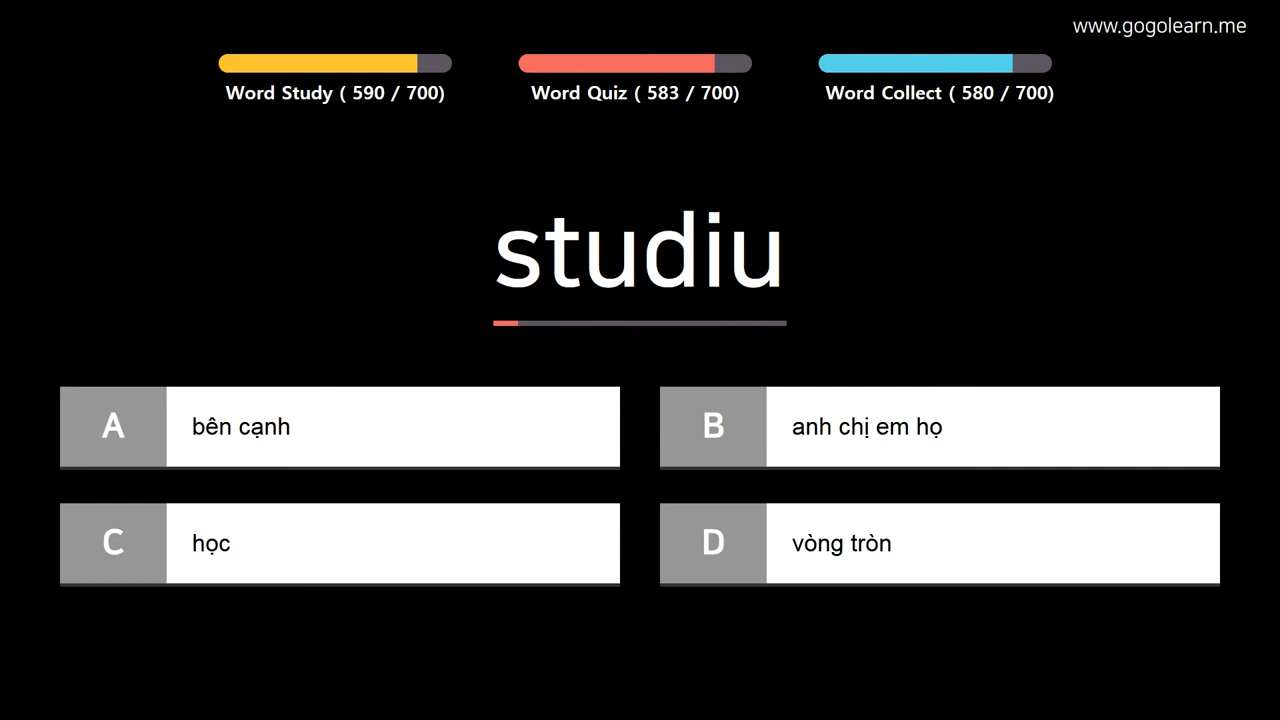 www.gogolearn.me
Word Study ( 590 / 700)
Word Quiz ( 583 / 700)
Word Collect ( 580 / 700)
studiu
A
bên cạnh
B
anh chị em họ
C
học
D
vòng tròn